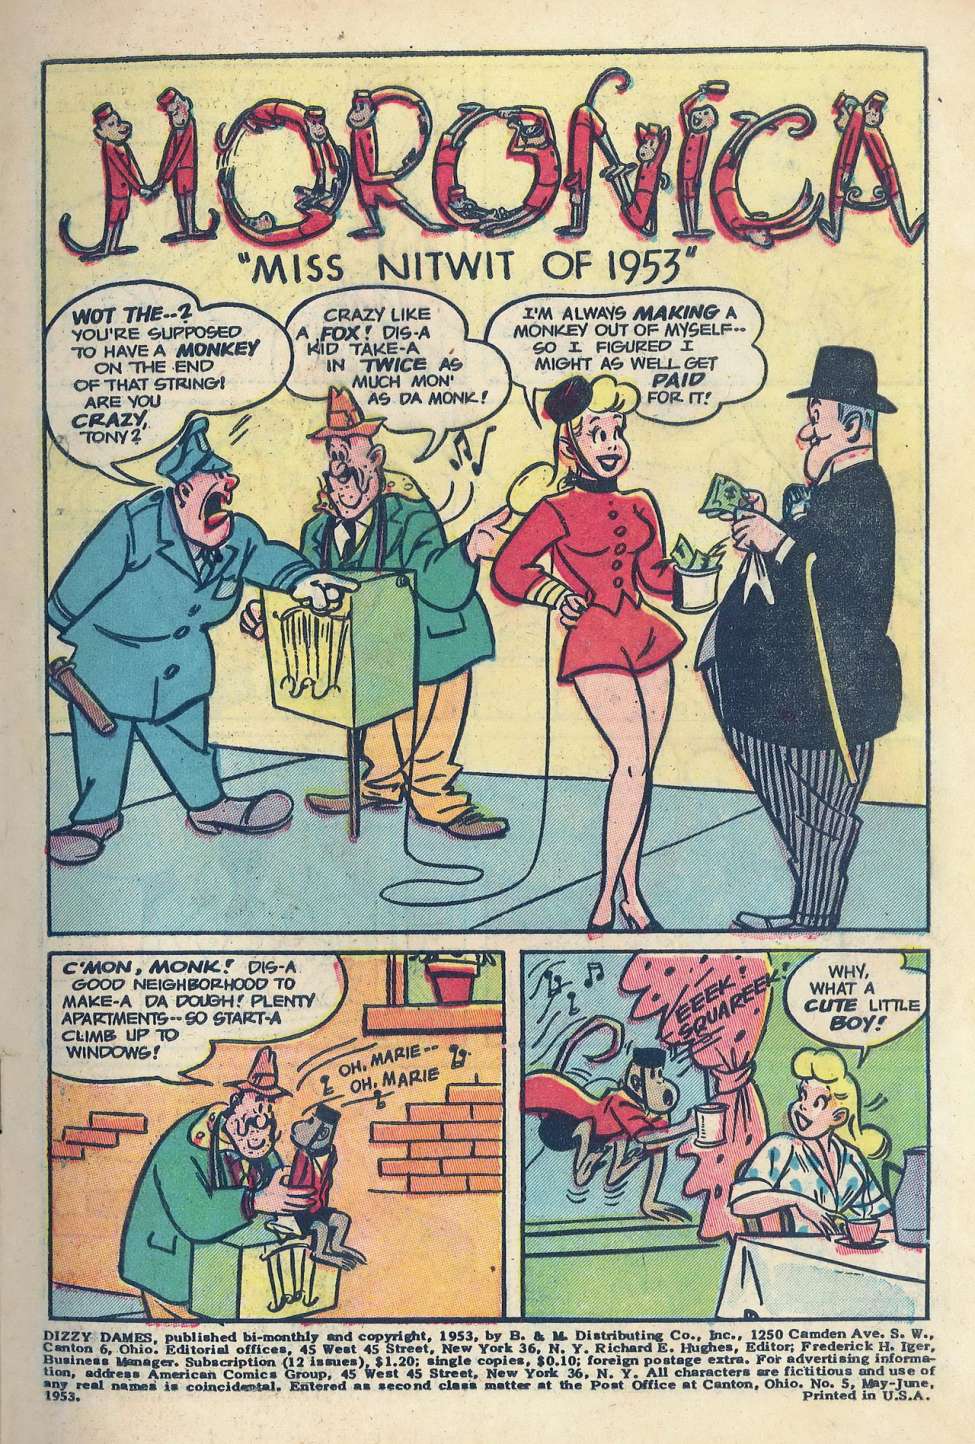 MORONICA
"MISS NITWIT OF 1953"
WOT THE--?
YOU'RE SUPPOSED
TO HAVE A MONKEY
ON THE END
OF THAT STRING!
ARE YOU
CRAZY,
TONY?
CRAZY LIKE
A FOX! DIS-A
KID TAKE-A
IN TWICE AS
MUCH MON'
AS DA MONK!
I'M ALWAYS MAKING A
MONKEY OUT OF MYSELF--
SO I FIGURED I
MIGHT AS WELL GET
PAID
FOR IT!
C'MON, MONK! DIS-A
GOOD NEIGHBORHOOD TO
MAKE-A DA DOUGH! PLENTY
APARTMENTS--SO START-A
CLIMB UP TO
WINDOWS!
OH, MARIE--
OH, MARIE
EEEK!
SQUAREEK!
WHY,
WHAT A
CUTE LITTLE
BOY!
DIZZY DAMES, published bi-monthly and copyright, 1953, by B. & M. Distributing Co., Inc., 1250 Camden Ave. S. W.,
Canton 6, Ohio. Editorial offices, 45 West 45 Street, New York 36, N. Y. Richard E. Hughes, Editor; Frederick H. Iger,
Business Manager. Subscription (12 issues), $1.20; single copies, $0.10; foreign postage extra. For advertising informa-
tion, address American Comics Group, 45 West 45 Street, New York 36, N. Y. All characters are fictitious and use of
any real names is coincidental. Entered as second class matter at the Post Office at Canton, Ohio. No. 5, May-June,
1953. Printed in U.S.A.